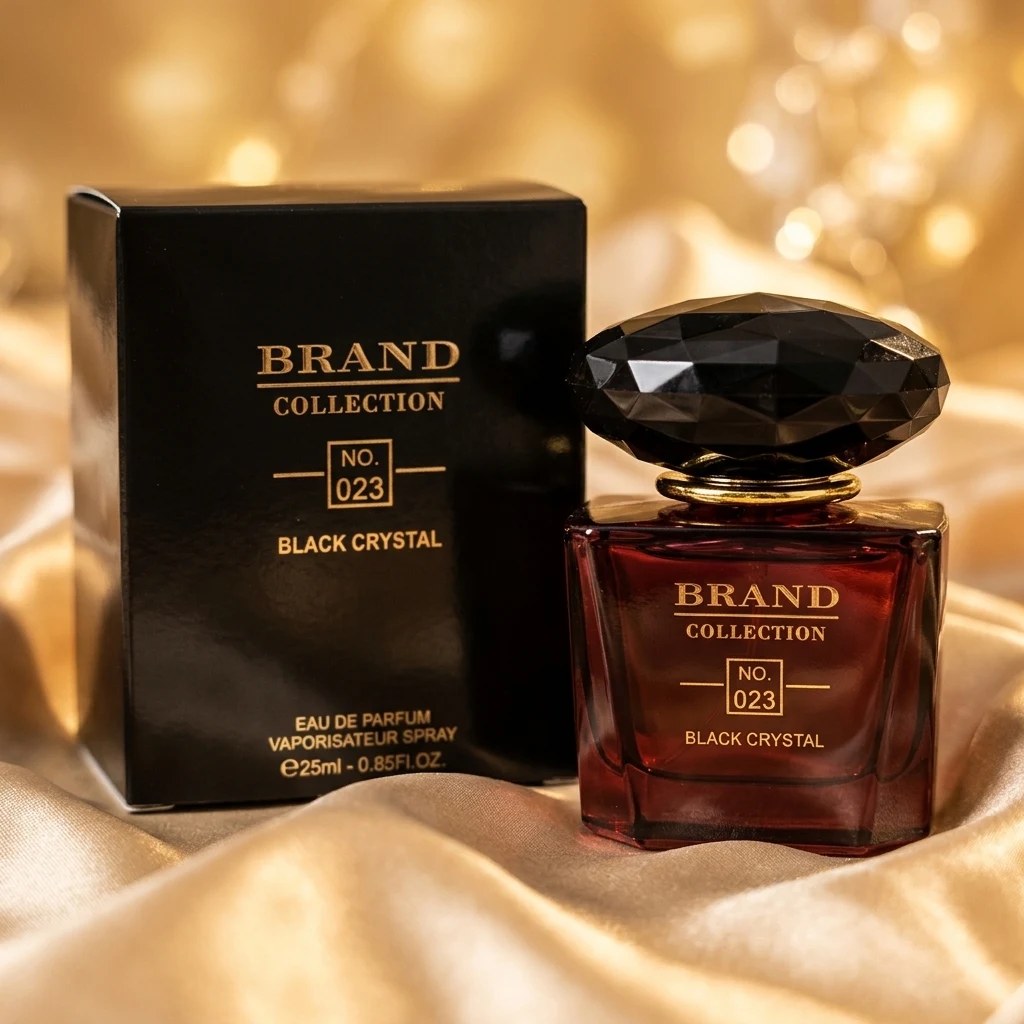 BRAND
COLLECTION
NO.
023
BLACK CRYSTAL
EAU DE PARFUM
VAPORISATEUR SPRAY
℮25ml - 0.85Fl.OZ.
BRAND
COLLECTION
NO.
023
BLACK CRYSTAL